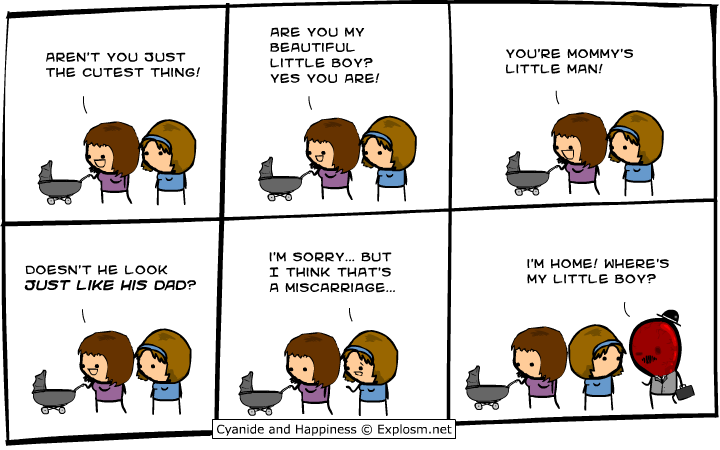 AREN'T YOU JUST
THE CUTEST THING!
ARE YOU MY
BEAUTIFUL
LITTLE BOY?
YES YOU ARE!
YOU'RE MOMMY'S
LITTLE MAN!
DOESN'T HE LOOK
JUST LIKE HIS DAD?
I'M SORRY... BUT
I THINK THAT'S
A MISCARRIAGE...
I'M HOME! WHERE'S
MY LITTLE BOY?
Cyanide and Happiness © Explosm.net